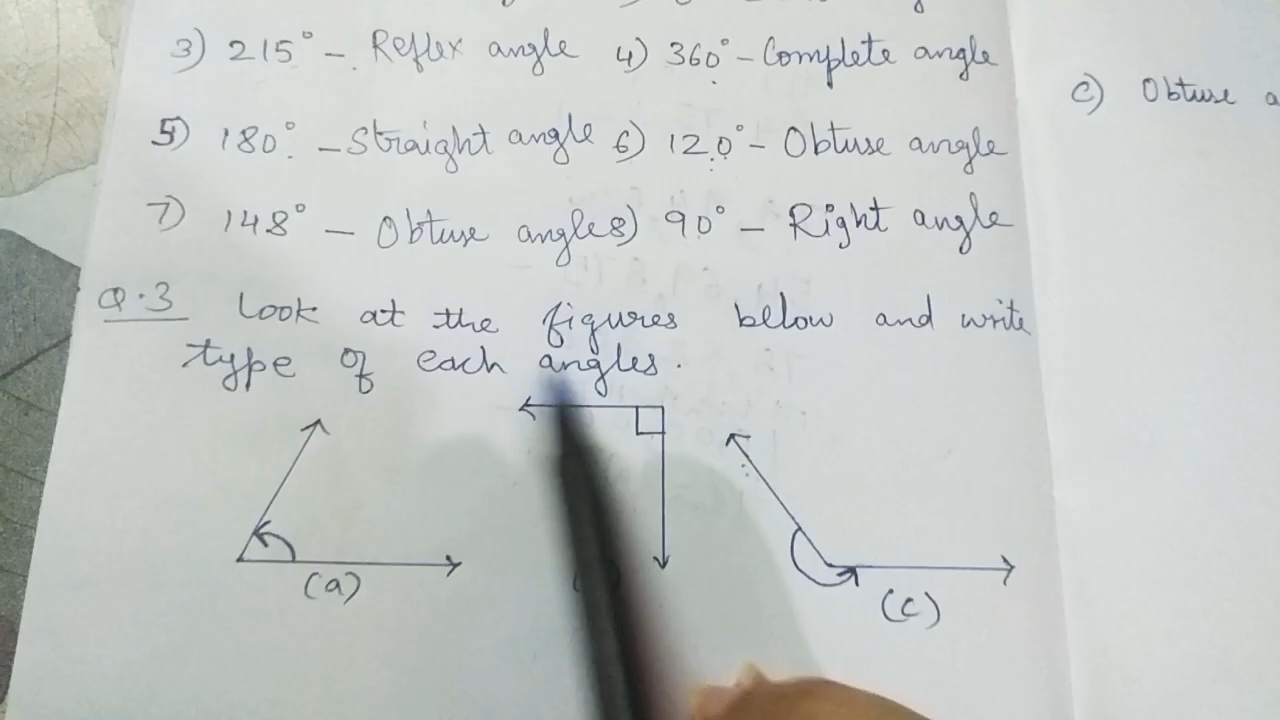 3) 215° - Reflex angle 4) 360° - Complete angle
5) 180° - Straight angle 6) 120° - Obtuse angle
7) 148° - Obtuse angle 8) 90° - Right angle
Q.3 Look at the figures below and write
type of each angles.
(a)
(c)
c) Obtuse a